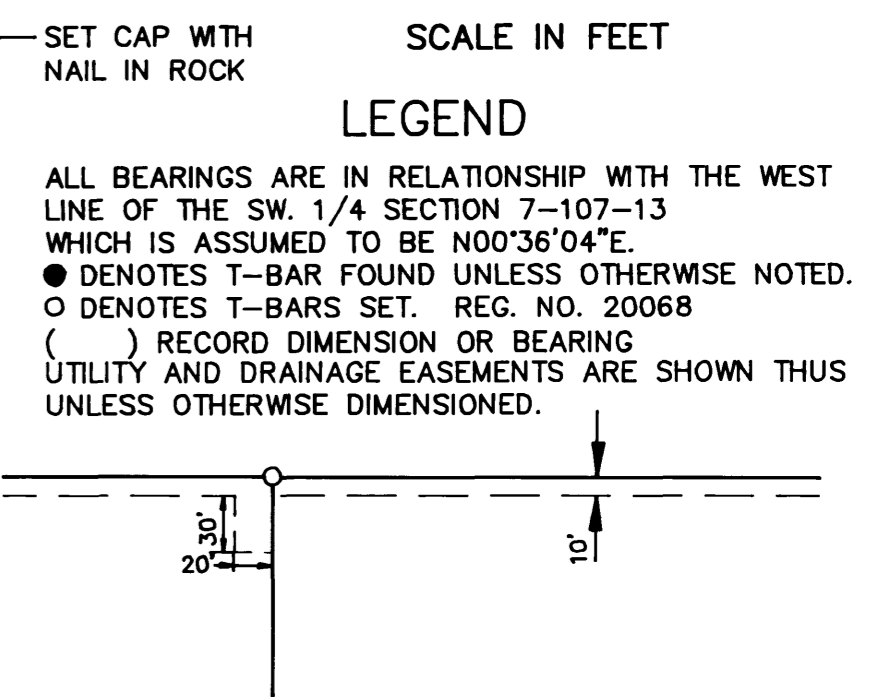 SET CAP WITH
NAIL IN ROCK
SCALE IN FEET
LEGEND
ALL BEARINGS ARE IN RELATIONSHIP WITH THE WEST
LINE OF THE SW. 1/4 SECTION 7-107-13
WHICH IS ASSUMED TO BE N00°36'04"E.
● DENOTES T-BAR FOUND UNLESS OTHERWISE NOTED.
○ DENOTES T-BARS SET. REG. NO. 20068
( ) RECORD DIMENSION OR BEARING
UTILITY AND DRAINAGE EASEMENTS ARE SHOWN THUS
UNLESS OTHERWISE DIMENSIONED.
30'
20'
10'